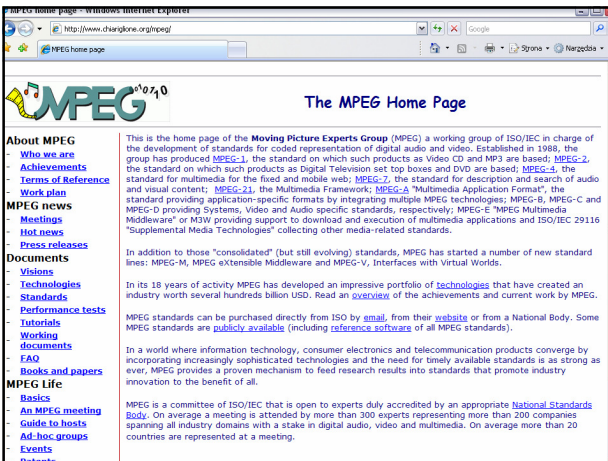 MPEG home page - Windows Internet Explorer
http://www.chiariglione.org/mpeg/
Google
MPEG home page
Strona
Narzędzia
MPEG
The MPEG Home Page
About MPEG
- Who we are
- Achievements
- Terms of Reference
- Work plan
MPEG news
- Meetings
- Hot news
- Press releases
Documents
- Visions
- Technologies
- Standards
- Performance tests
- Tutorials
- Working
documents
- FAQ
- Books and papers
MPEG Life
- Basics
- An MPEG meeting
- Guide to hosts
- Ad-hoc groups
- Events
- Patents
This is the home page of the Moving Picture Experts Group (MPEG) a working group of ISO/IEC in charge of
the development of standards for coded representation of digital audio and video. Established in 1988, the
group has produced MPEG-1, the standard on which such products as Video CD and MP3 are based; MPEG-2,
the standard on which such products as Digital Television set top boxes and DVD are based; MPEG-4, the
standard for multimedia for the fixed and mobile web; MPEG-7, the standard for description and search of audio
and visual content; MPEG-21, the Multimedia Framework; MPEG-A "Multimedia Application Format", the
standard providing application-specific formats by integrating multiple MPEG technologies; MPEG-B, MPEG-C and
MPEG-D providing Systems, Video and Audio specific standards, respectively; MPEG-E "MPEG Multimedia
Middleware" or M3W providing support to download and execution of multimedia applications and ISO/IEC 29116
"Supplemental Media Technologies" collecting other media-related standards.
In addition to those "consolidated" (but still evolving) standards, MPEG has started a number of new standard
lines: MPEG-M, MPEG eXtensible Middleware and MPEG-V, Interfaces with Virtual Worlds.
In its 18 years of activity MPEG has developed an impressive portfolio of technologies that have created an
industry worth several hundreds billion USD. Read an overview of the achievements and current work by MPEG.
MPEG standards can be purchased directly from ISO by email, from their website or from a National Body. Some
MPEG standards are publicly available (including reference software of all MPEG standards).
In a world where information technology, consumer electronics and telecommunication products converge by
incorporating increasingly sophisticated technologies and the need for timely available standards is as strong as
ever, MPEG provides a proven mechanism to feed research results into standards that promote industry
innovation to the benefit of all.
MPEG is a committee of ISO/IEC that is open to experts duly accredited by an appropriate National Standards
Body. On average a meeting is attended by more than 300 experts representing more than 200 companies
spanning all industry domains with a stake in digital audio, video and multimedia. On average more than 20
countries are represented at a meeting.